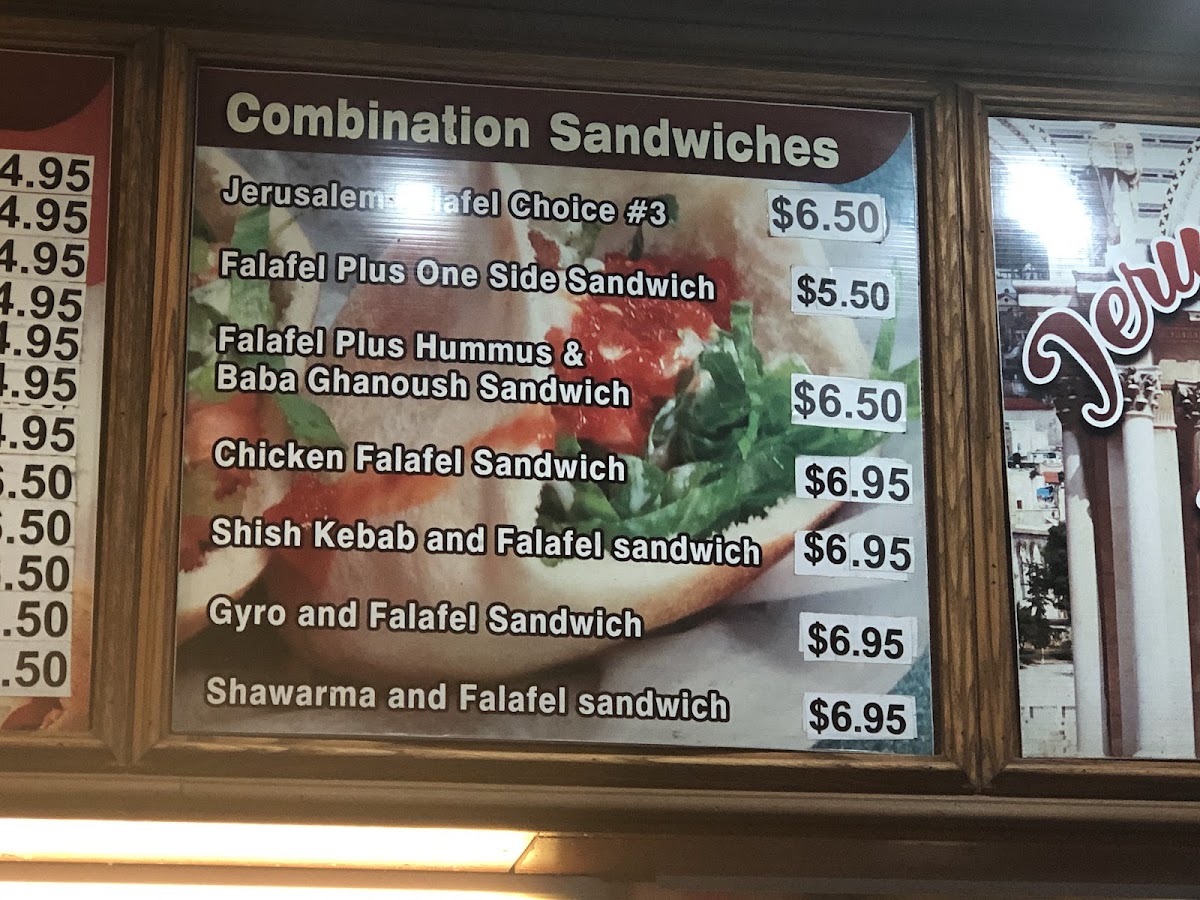 4.95
4.95
4.95
4.95
.95
.95
.95
.50
.50
.50
.50
.50
Combination Sandwiches
Jerusalem Choice #3 $6.50
Falafel Plus One Side Sandwich $5.50
Falafel Plus Hummus &
Baba Ghanoush Sandwich $6.50
Chicken Falafel Sandwich $6.95
Shish Kebab and Falafel sandwich $6.95
Gyro and Falafel Sandwich $6.95
Shawarma and Falafel sandwich $6.95
Jeru